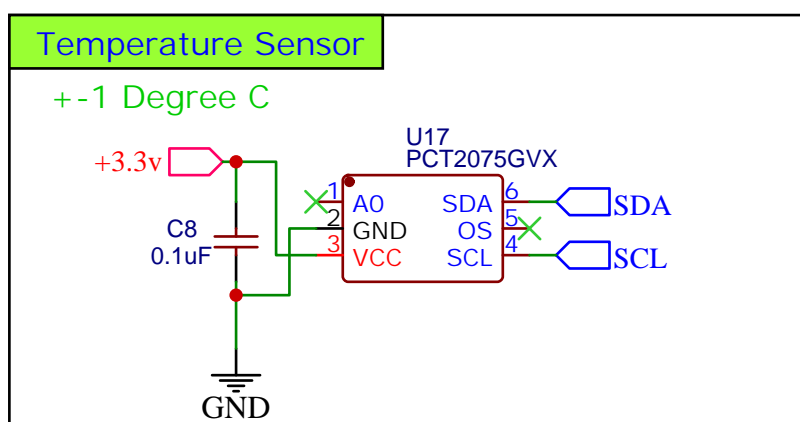 Temperature Sensor
+-1 Degree C
+3.3v
C8
0.1uF
GND
U17
PCT2075GVX
1 A0 SDA 6
2 GND OS 5
3 VCC SCL 4
SDA
SCL